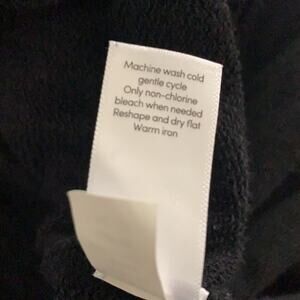 Machine wash cold
gentle cycle
Only non-chlorine
bleach when needed
Reshape and dry flat
Warm iron